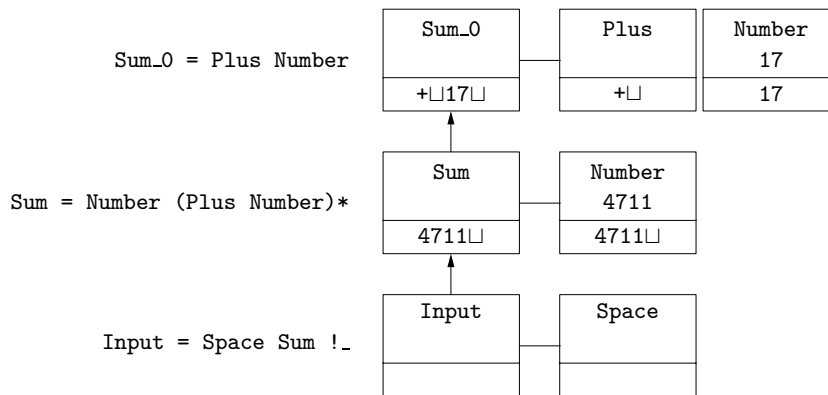 Sum_0 Plus Number
Sum_0 = Plus Number 17
+␣17␣ +␣ 17
Sum Number
Sum = Number (Plus Number)* 4711
4711␣ 4711␣
Input Space
Input = Space Sum !_